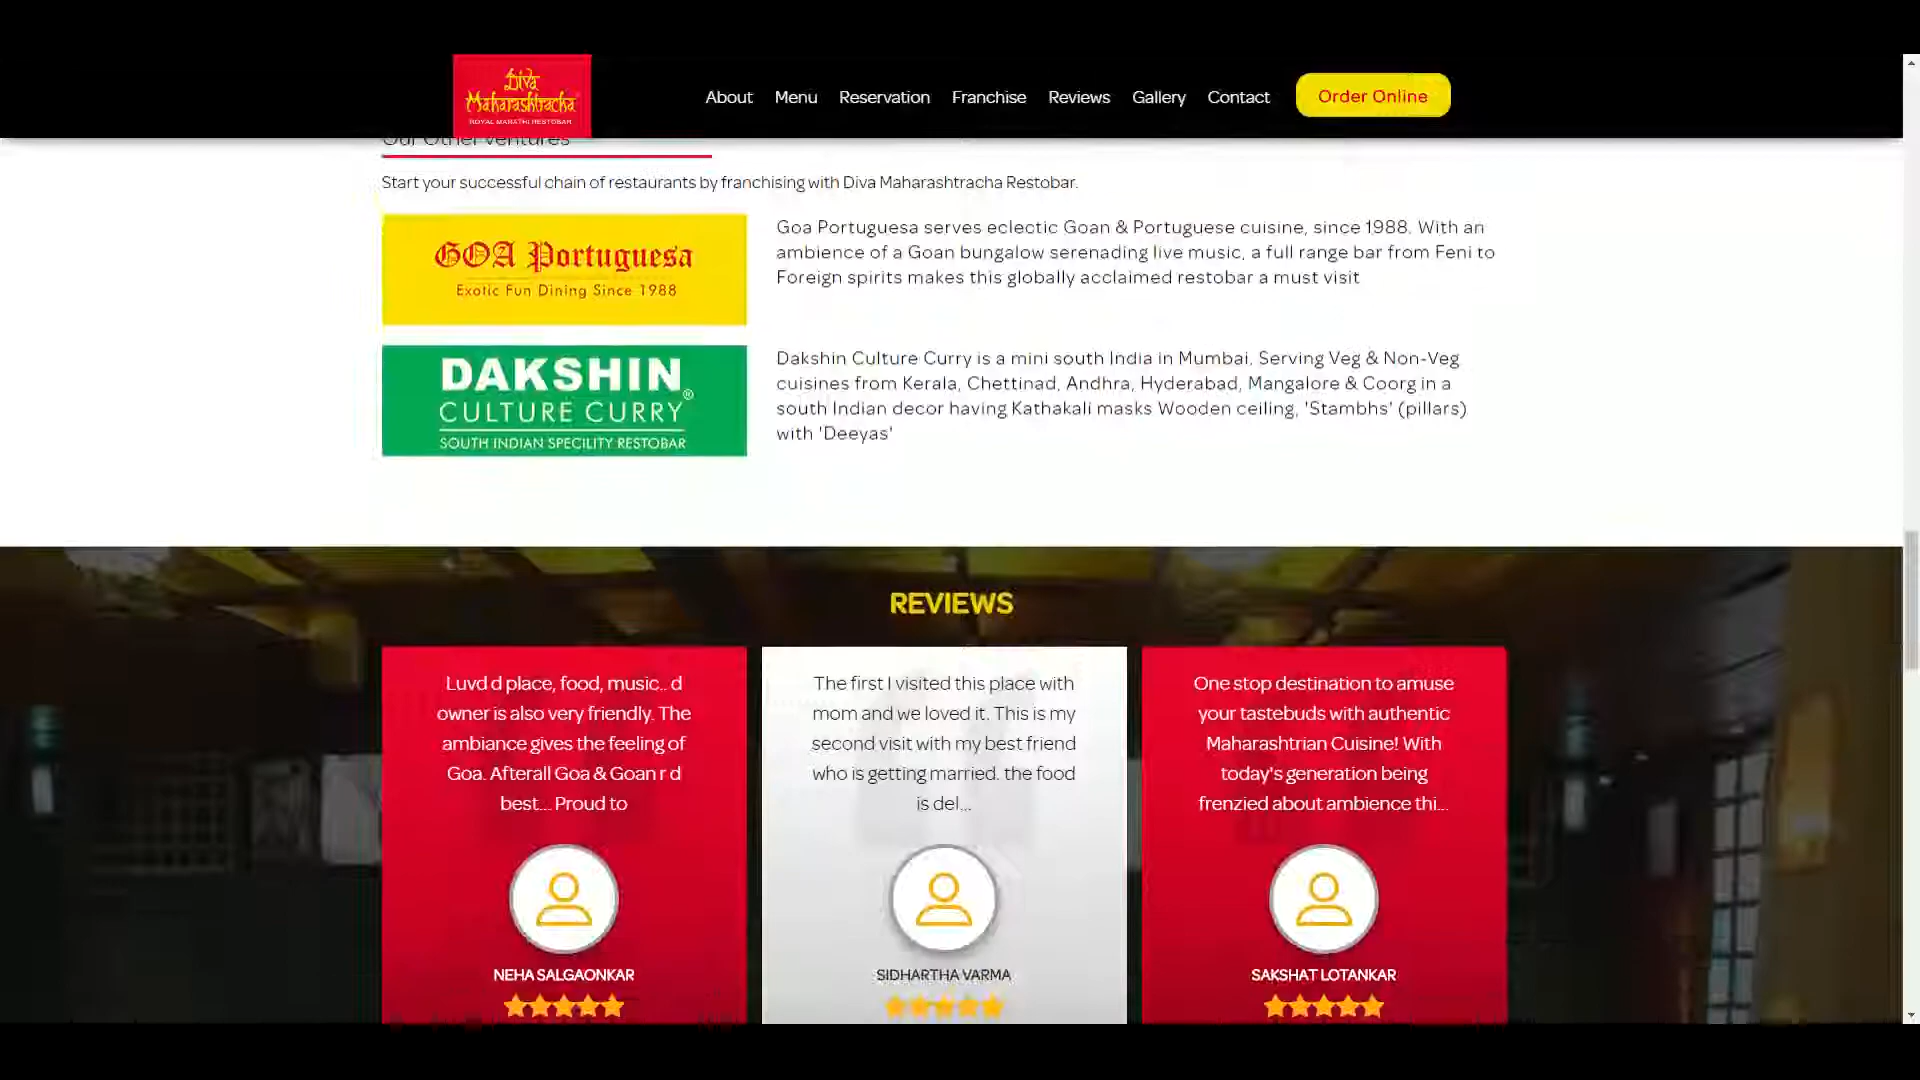 Diva
Maharashtracha
ROYAL MARATHI RESTOBAR
About
Menu
Reservation
Franchise
Reviews
Gallery
Contact
Order Online
Our Other Ventures
Start your successful chain of restaurants by franchising with Diva Maharashtracha Restobar.
GOA Portuguesa
Exotic Fun Dining Since 1988
Goa Portuguesa serves eclectic Goan & Portuguese cuisine, since 1988. With an
ambience of a Goan bungalow serenading live music, a full range bar from Feni to
Foreign spirits makes this globally acclaimed restobar a must visit
DAKSHIN
CULTURE CURRY®
SOUTH INDIAN SPECILITY RESTOBAR
Dakshin Culture Curry is a mini south India in Mumbai, Serving Veg & Non-Veg
cuisines from Kerala, Chettinad, Andhra, Hyderabad, Mangalore & Coorg in a
south Indian decor having Kathakali masks Wooden ceiling, 'Stambhs' (pillars)
with 'Deeyas'
REVIEWS
Luvd d place, food, music.. d
owner is also very friendly. The
ambiance gives the feeling of
Goa. Afterall Goa & Goan r d
best... Proud to
NEHA SALGAONKAR
The first I visited this place with
mom and we loved it. This is my
second visit with my best friend
who is getting married. the food
is del...
SIDHARTHA VARMA
One stop destination to amuse
your tastebuds with authentic
Maharashtrian Cuisine! With
today's generation being
frenzied about ambience thi...
SAKSHAT LOTANKAR